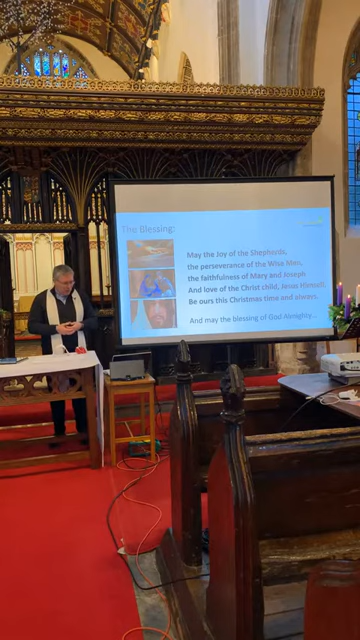 The Blessing:
May the Joy of the Shepherds,
the perseverance of the Wise Men,
the faithfulness of Mary and Joseph
And love of the Christ child, Jesus Himself,
Be ours this Christmas time and always.
And may the blessing of God Almighty...